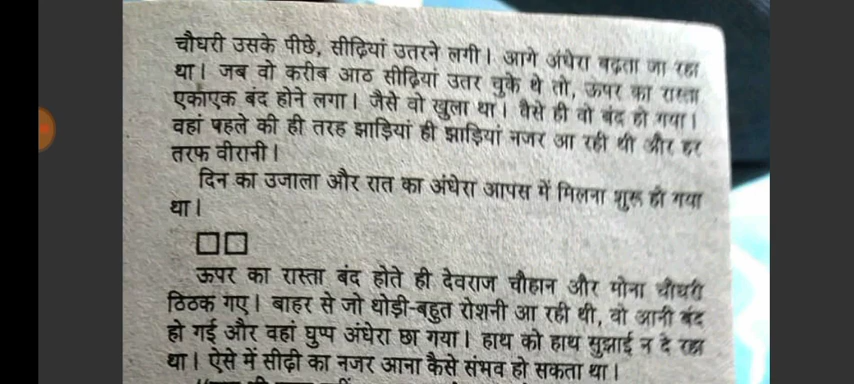 चौधरी उसके पीछे, सीढ़ियां उतरने लगी। आगे अंधेरा बढ़ता जा रहा
था। जब वो करीब आठ सीढ़ियां उतर चुके थे तो, ऊपर का रास्ता
एकाएक बंद होने लगा। जैसे वो खुला था। वैसे ही वो बंद हो गया।
वहां पहले की ही तरह झाड़ियां ही झाड़ियां नजर आ रही थी और हर
तरफ वीरानी।
दिन का उजाला और रात का अंधेरा आपस में मिलना शुरू हो गया
था।
ऊपर का रास्ता बंद होते ही देवराज चौहान और मोना चौधरी
ठिठक गए। बाहर से जो थोड़ी-बहुत रोशनी आ रही थी, वो आनी बंद
हो गई और वहां घुप्प अंधेरा छा गया। हाथ को हाथ सुझाई न दे रहा
था। ऐसे में सीढ़ी का नजर आना कैसे संभव हो सकता था।